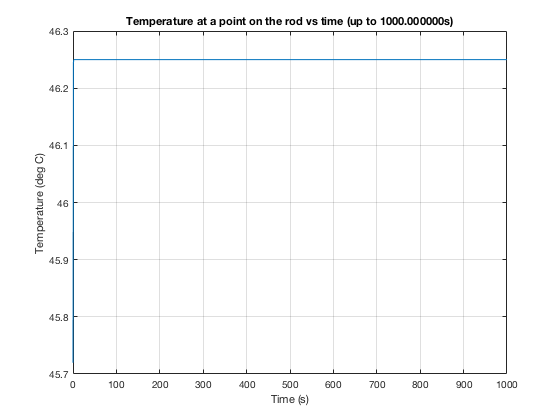 Temperature at a point on the rod vs time (up to 1000.000000s)
46.3
46.2
46.1
46
45.9
45.8
45.7
Temperature (deg C)
0 100 200 300 400 500 600 700 800 900 1000
Time (s)